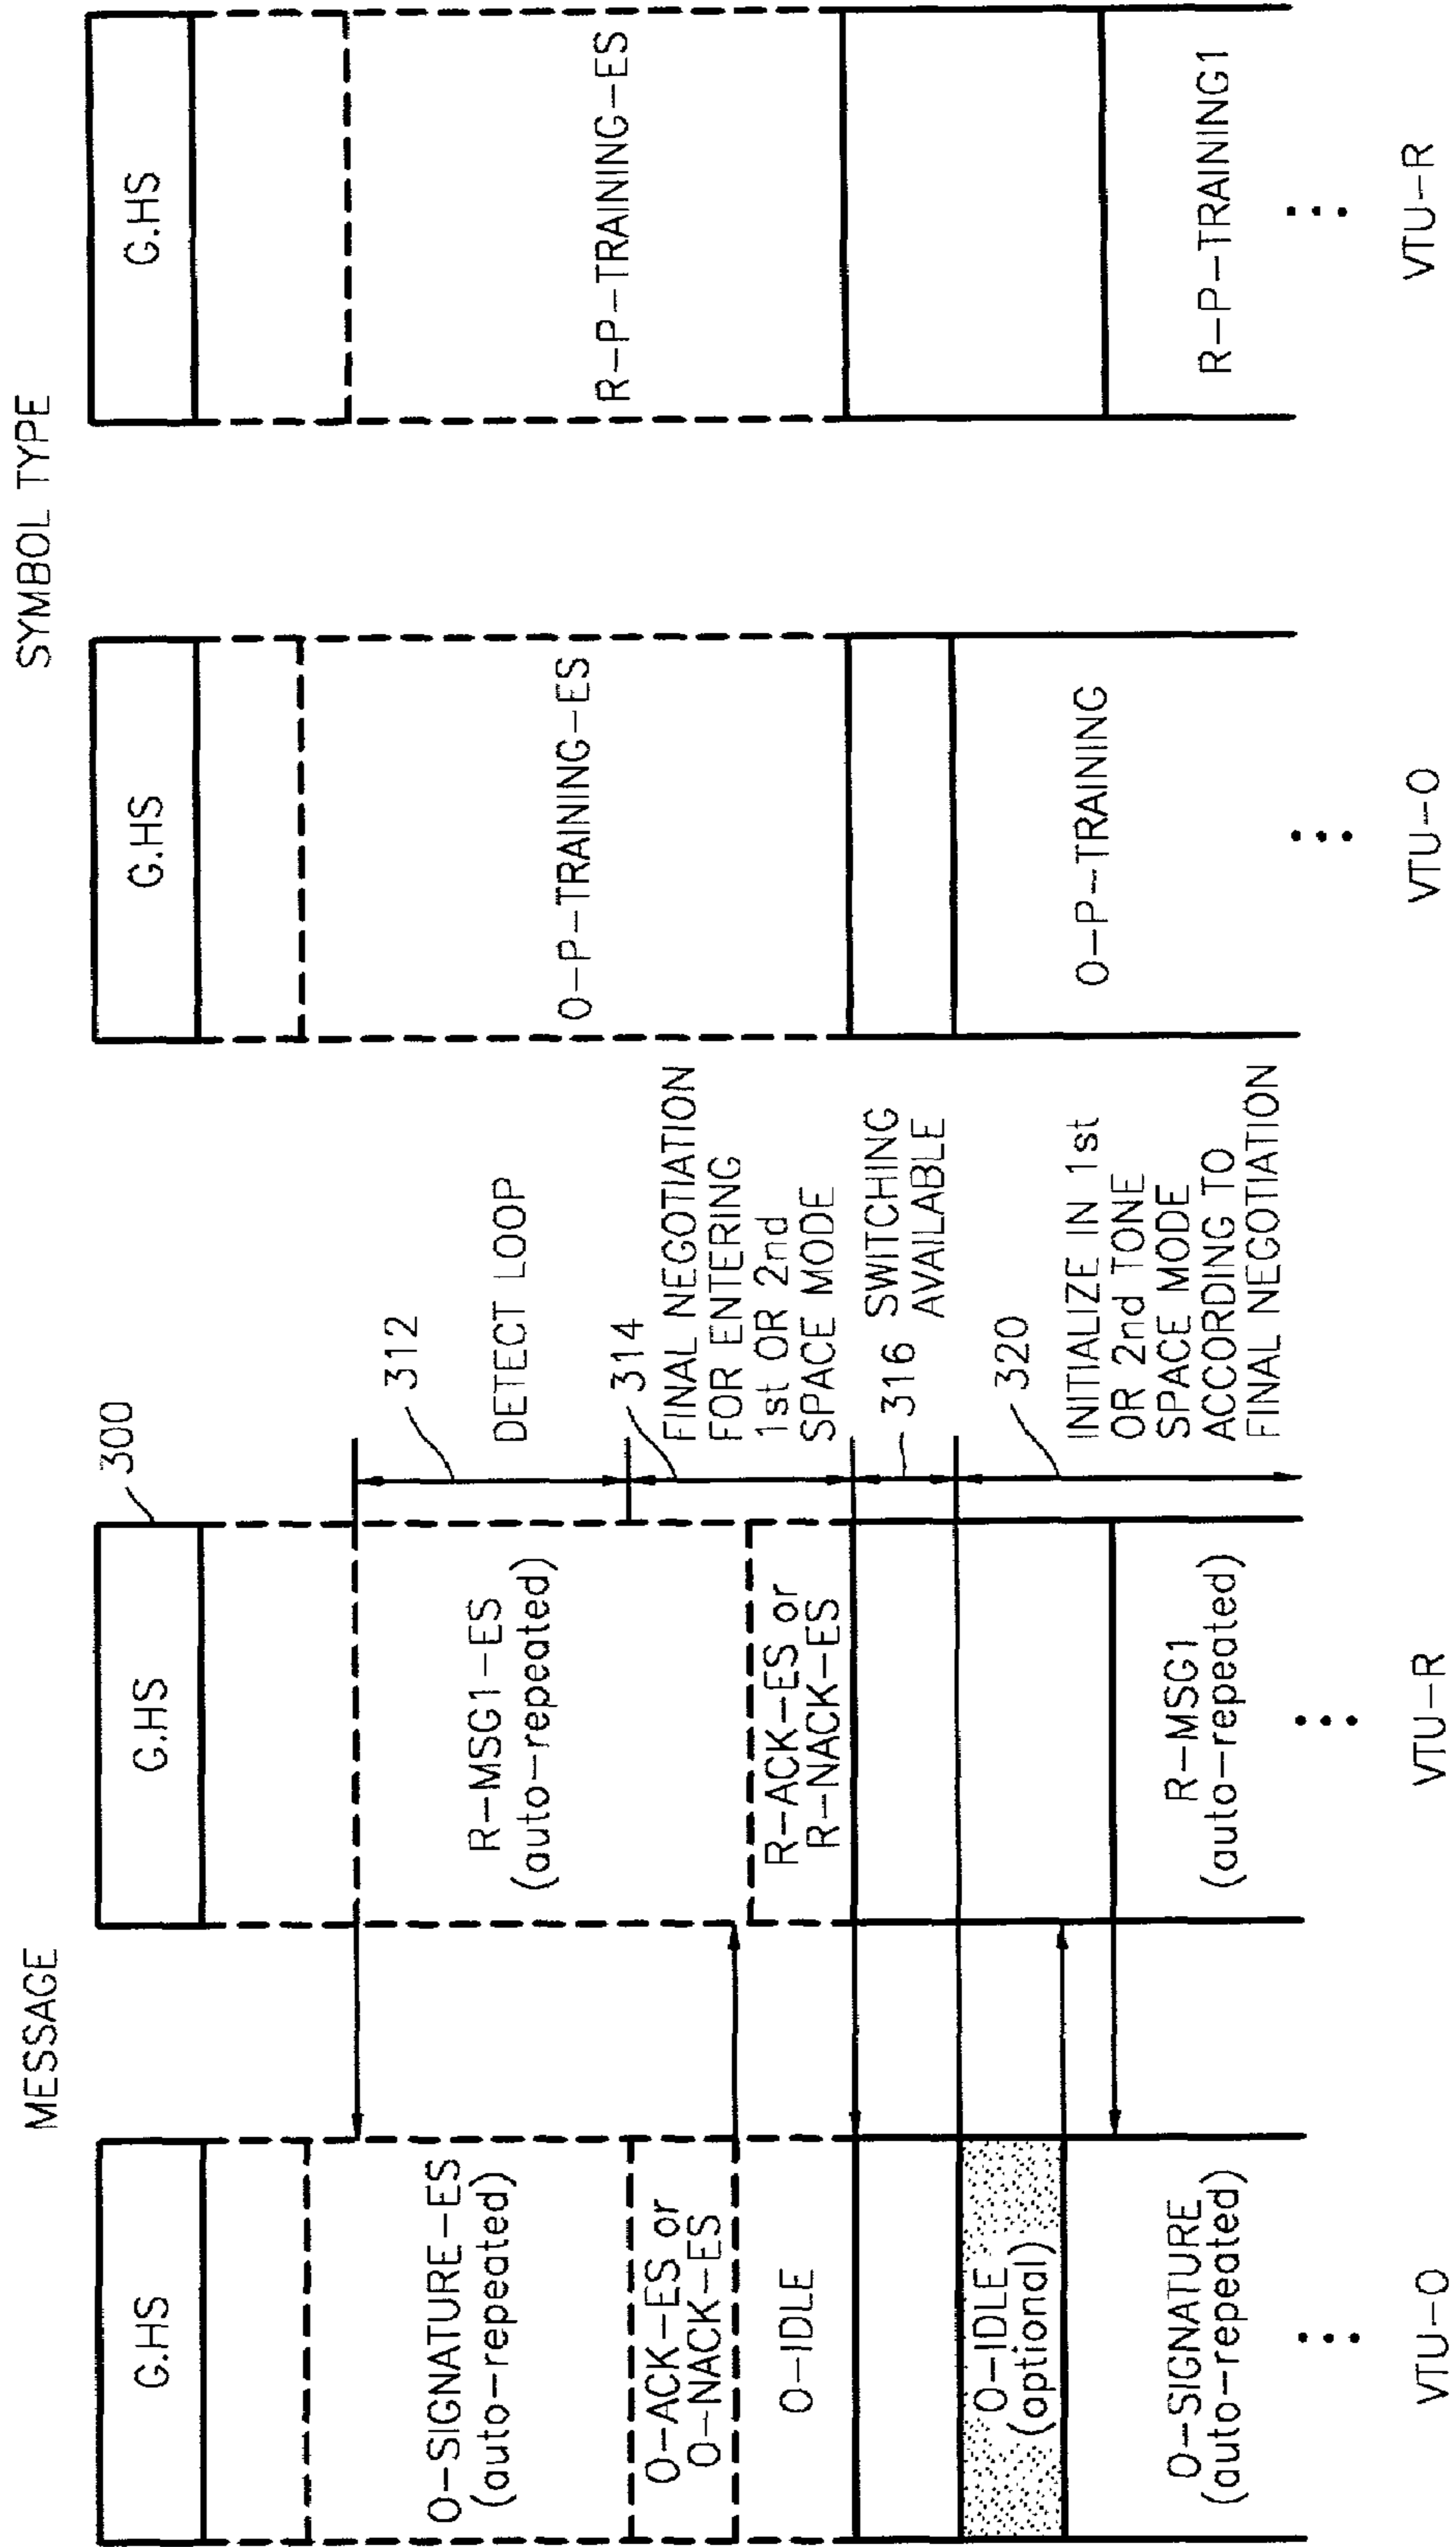 MESSAGE
SYMBOL TYPE
G.HS
O-SIGNATURE-ES
(auto-repeated)
O-ACK-ES or
O-NACK-ES
O-IDLE
O-IDLE
(optional)
O-SIGNATURE
(auto-repeated)
VTU-O
G.HS
R-MSG1-ES
(auto-repeated)
R-ACK-ES or
R-NACK-ES
R-MSG1
(auto-repeated)
VTU-R
300
312
DETECT LOOP
314
FINAL NEGOTIATION
FOR ENTERING
1st OR 2nd
SPACE MODE
316 SWITCHING
AVAILABLE
320
INITIALIZE IN 1st
OR 2nd TONE
SPACE MODE
ACCORDING TO
FINAL NEGOTIATION
G.HS
O-P-TRAINING-ES
O-P-TRAINING
VTU-O
G.HS
R-P-TRAINING-ES
R-P-TRAINING1
VTU-R